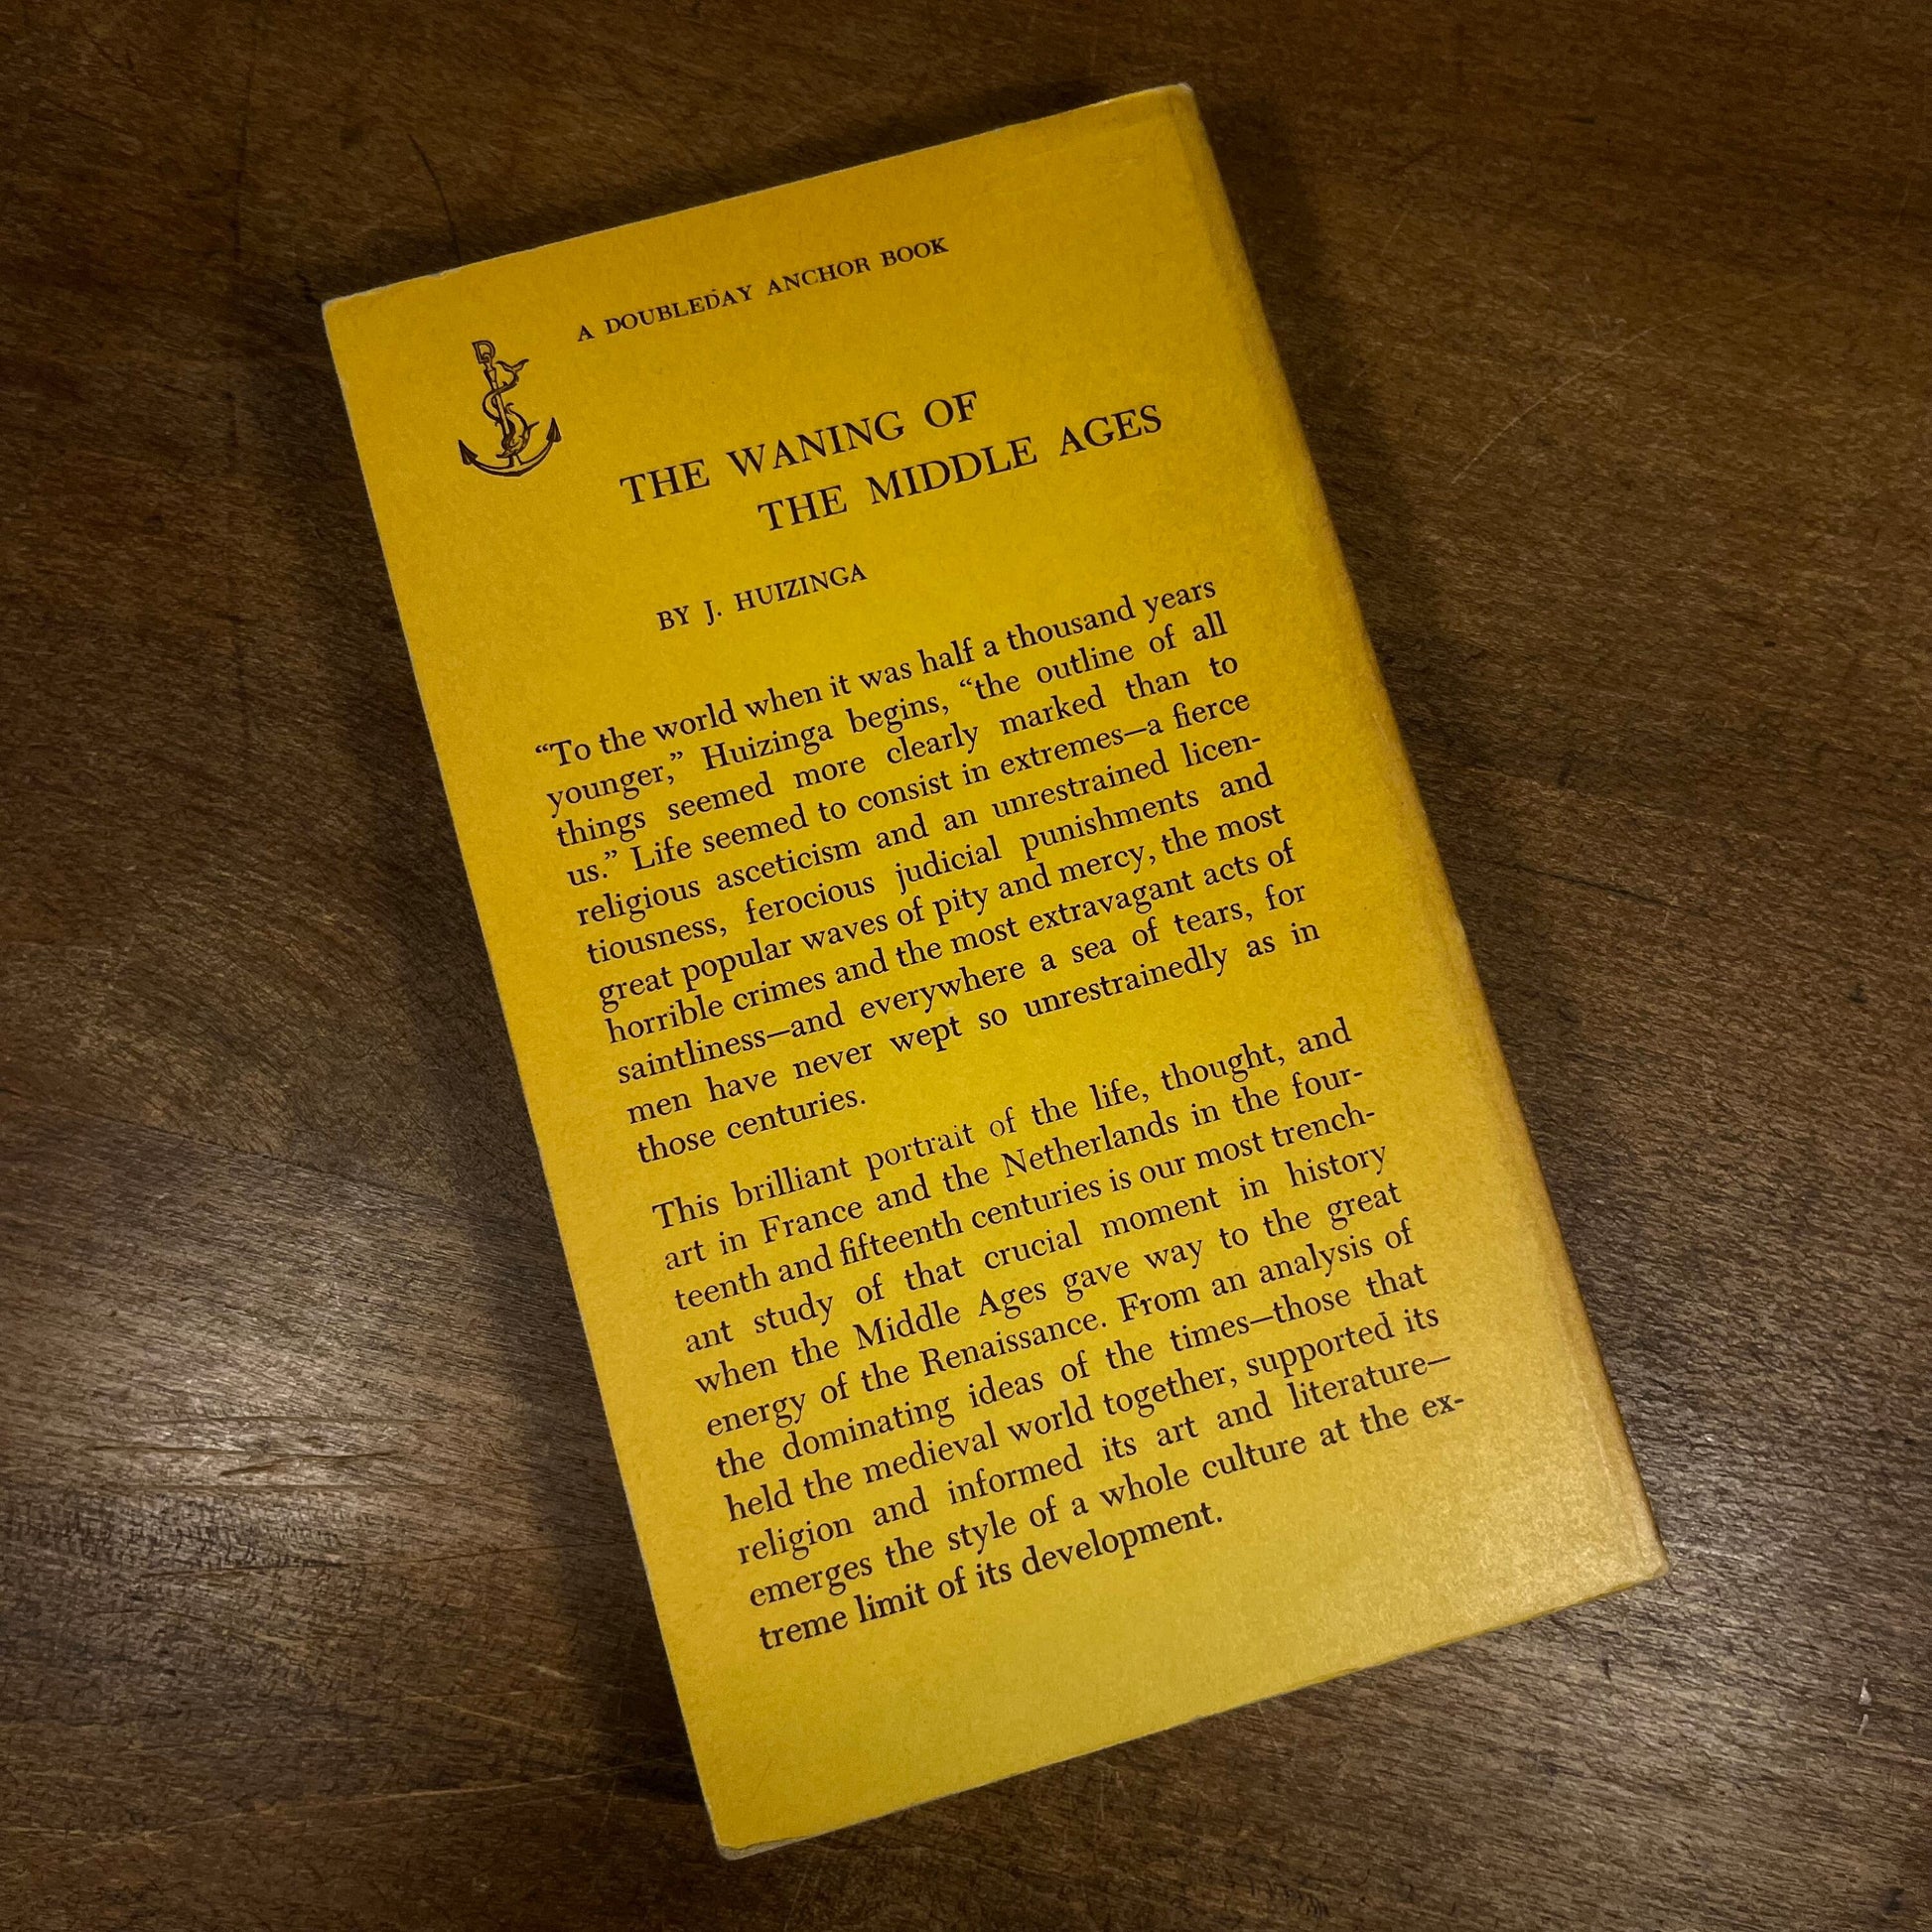 A DOUBLEDAY ANCHOR BOOK
D
THE WANING OF
THE MIDDLE AGES
BY J. HUIZINGA
“To the world when it was half a thousand years
younger,” Huizinga begins, “the outline of all
things seemed more clearly marked than to
us.” Life seemed to consist in extremes—a fierce
religious asceticism and an unrestrained licen-
tiousness, ferocious judicial punishments and
great popular waves of pity and mercy, the most
horrible crimes and the most extravagant acts of
saintliness—and everywhere a sea of tears, for
men have never wept so unrestrainedly as in
those centuries.
This brilliant portrait of the life, thought, and
art in France and the Netherlands in the four-
teenth and fifteenth centuries is our most trench-
ant study of that crucial moment in history
when the Middle Ages gave way to the great
energy of the Renaissance. From an analysis of
the dominating ideas of the times—those that
held the medieval world together, supported its
religion and informed its art and literature—
emerges the style of a whole culture at the ex-
treme limit of its development.